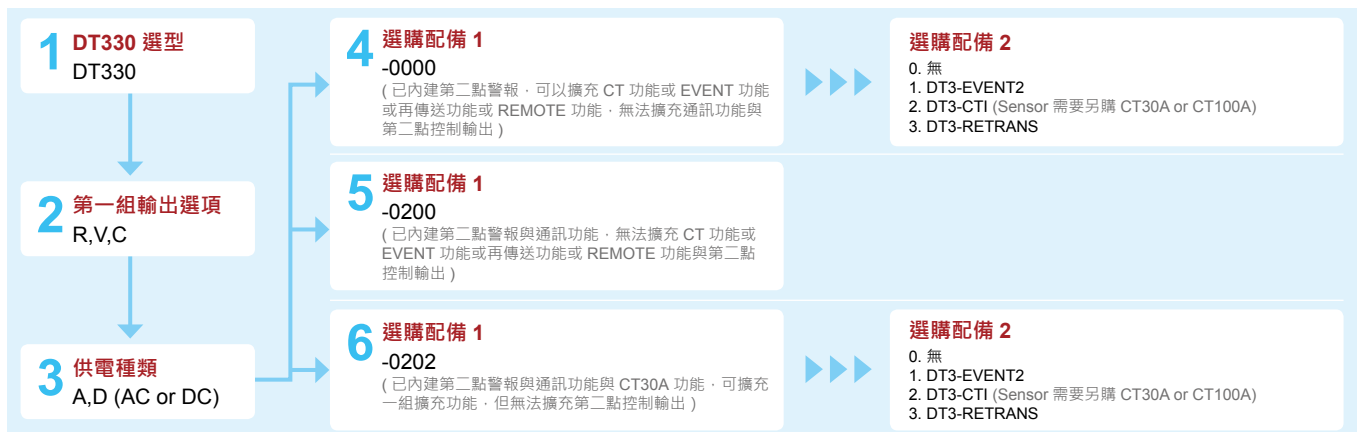 1 DT330 選型
DT330
2 第一組輸出選項
R,V,C
3 供電種類
A,D (AC or DC)
4 選購配備 1
-0000
( 已內建第二點警報，可以擴充 CT 功能或 EVENT 功能
或再傳送功能或 REMOTE 功能，無法擴充通訊功能與
第二點控制輸出 )
選購配備 2
0. 無
1. DT3-EVENT2
2. DT3-CTI (Sensor 需要另購 CT30A or CT100A)
3. DT3-RETRANS
5 選購配備 1
-0200
( 已內建第二點警報與通訊功能，無法擴充 CT 功能或
EVENT 功能或再傳送功能或 REMOTE 功能與第二點
控制輸出 )
6 選購配備 1
-0202
( 已內建第二點警報與通訊功能與 CT30A 功能，可擴充
一組擴充功能，但無法擴充第二點控制輸出 )
選購配備 2
0. 無
1. DT3-EVENT2
2. DT3-CTI (Sensor 需要另購 CT30A or CT100A)
3. DT3-RETRANS